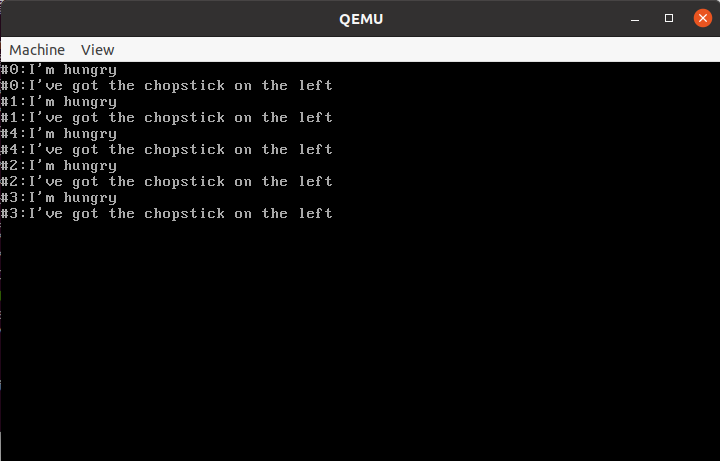 QEMU
Machine View
#0:I'm hungry
#0:I've got the chopstick on the left
#1:I'm hungry
#1:I've got the chopstick on the left
#4:I'm hungry
#4:I've got the chopstick on the left
#2:I'm hungry
#2:I've got the chopstick on the left
#3:I'm hungry
#3:I've got the chopstick on the left